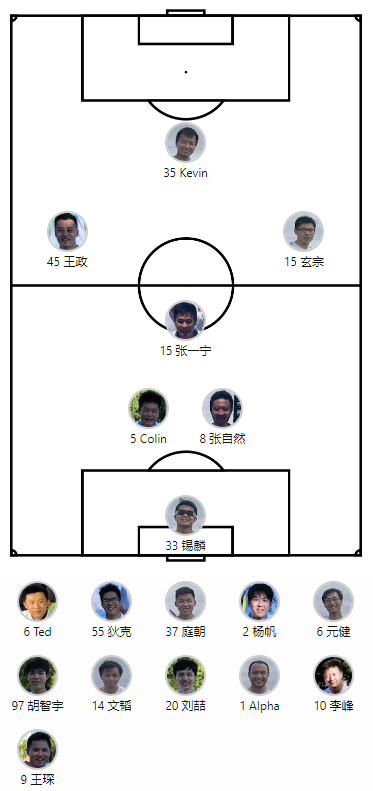 35 Kevin
45 王政
15 玄宗
15 张一宁
5 Colin
8 张自然
33 锡麟
6 Ted
55 狄克
37 庭朝
2 杨帆
6 元健
97 胡智宇
14 文韬
20 刘喆
1 Alpha
10 李峰
9 王琛